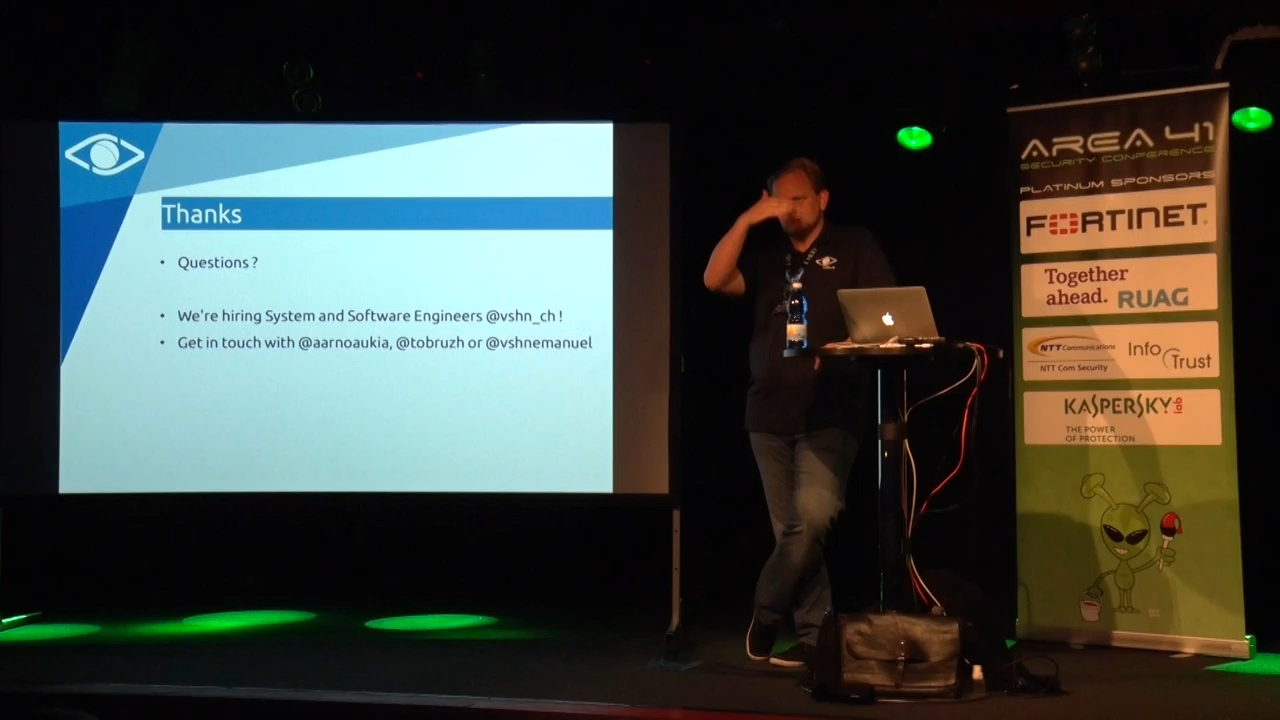 Thanks
• Questions ?
• We're hiring System and Software Engineers @vshn_ch !
• Get in touch with @aarnoaukia, @tobruzh or @vshnemanuel
AREA 41
SECURITY CONFERENCE
PLATINUM SPONSORS
FORTINET
Together
ahead. RUAG
NTT Communications
NTT Com Security
Info
Trust
KASPERSKY lab
THE POWER
OF PROTECTION